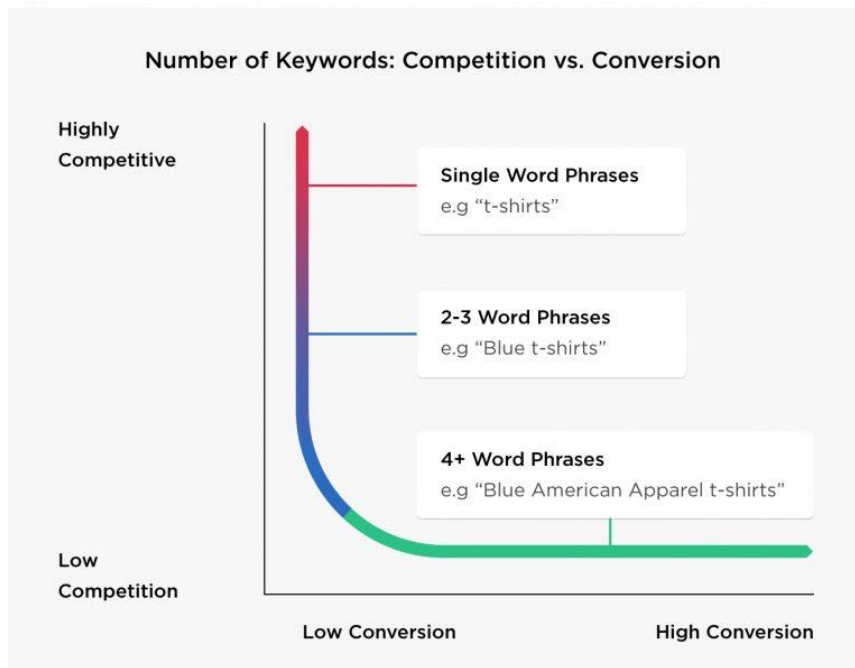 Number of Keywords: Competition vs. Conversion
Highly
Competitive
Single Word Phrases
e.g “t-shirts”
2-3 Word Phrases
e.g “Blue t-shirts”
4+ Word Phrases
e.g “Blue American Apparel t-shirts”
Low
Competition
Low Conversion
High Conversion